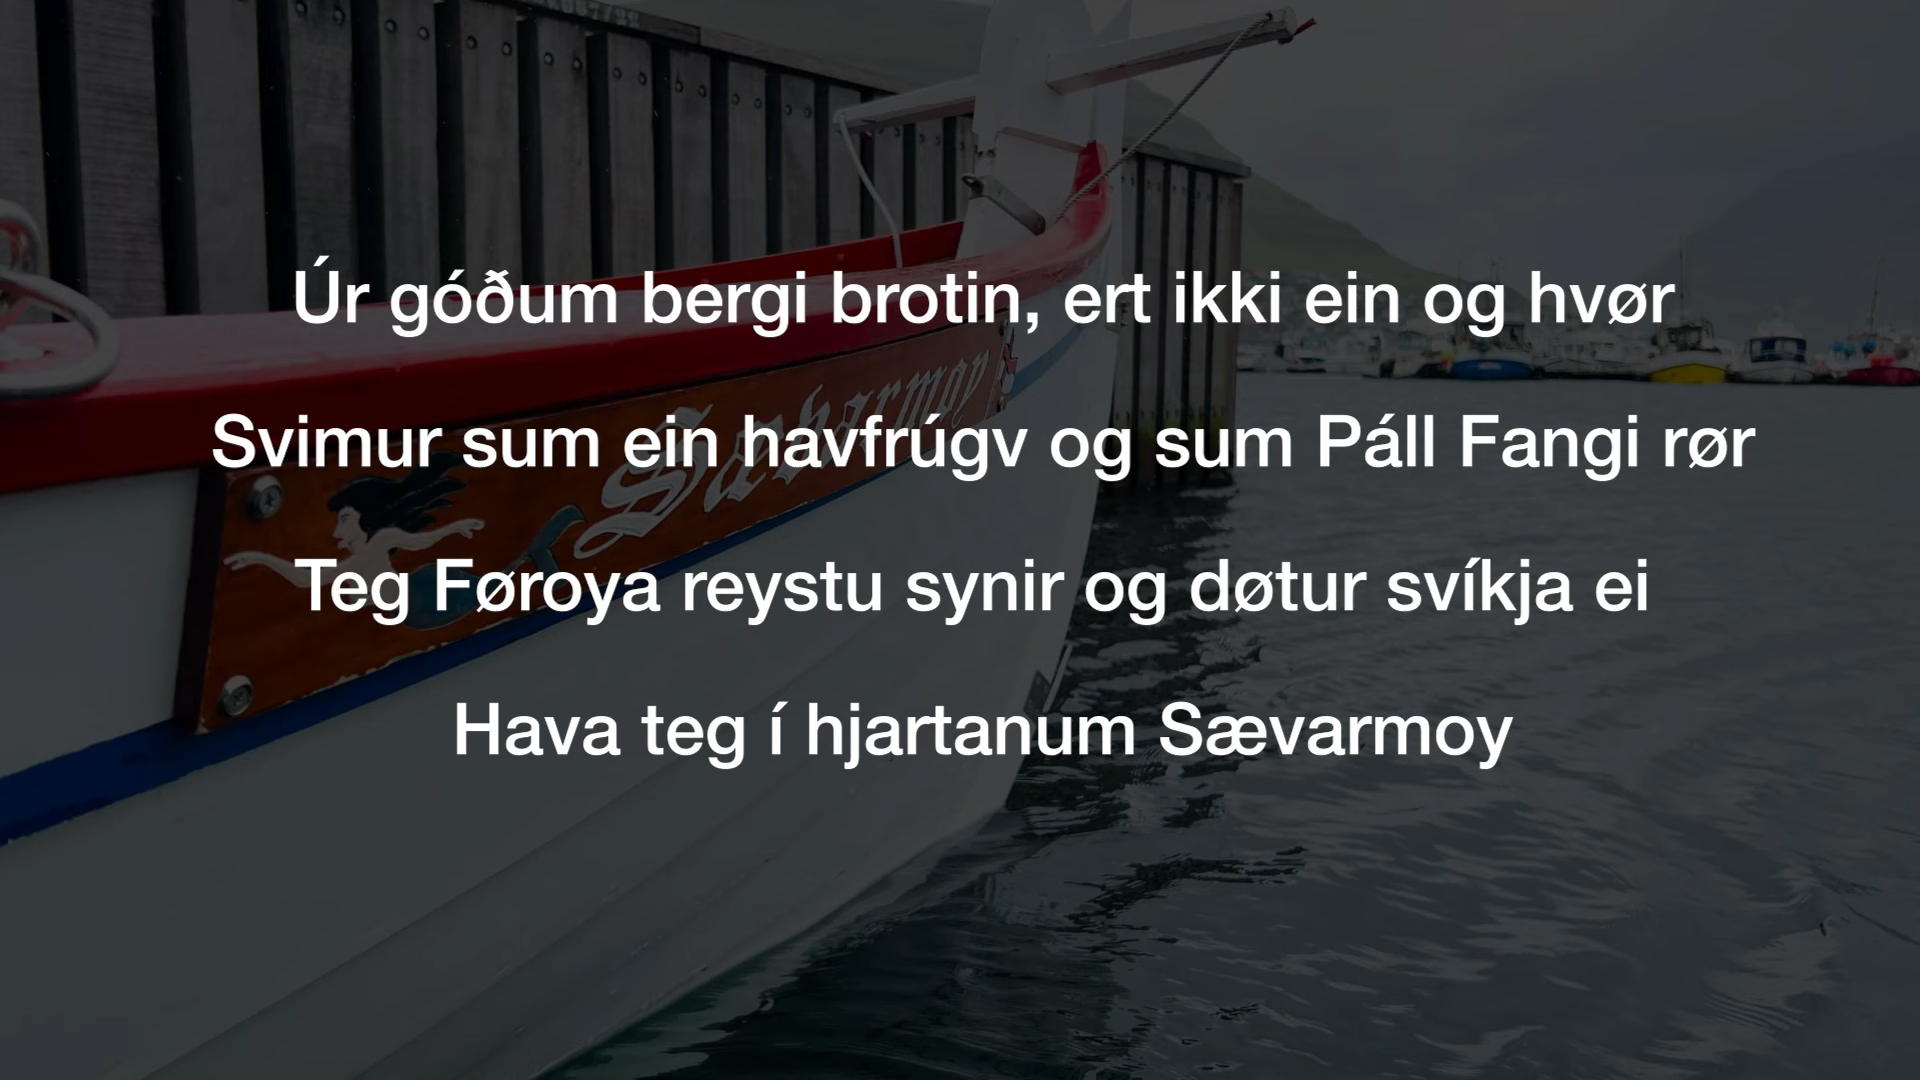 Úr góðum bergi brotin, ert ikki ein og hvør
Svimur sum ein havfrúgv og sum Páll Fangi rør
Teg Føroya reystu synir og døtur svíkja ei
Hava teg í hjartanum Sævarmoy
Sævarmoy